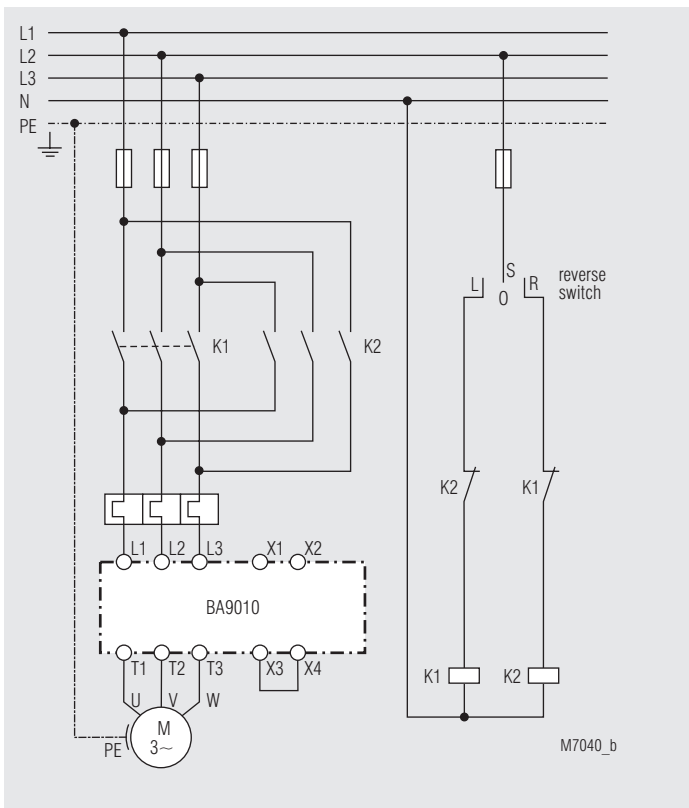 L1
L2
L3
N
PE
S
L
R
O
reverse
switch
K1
K2
K2
K1
L1
L2
L3
X1
X2
BA9010
T1
T2
T3
X3
X4
K1
K2
U
V
W
M
3~
PE
M7040_b